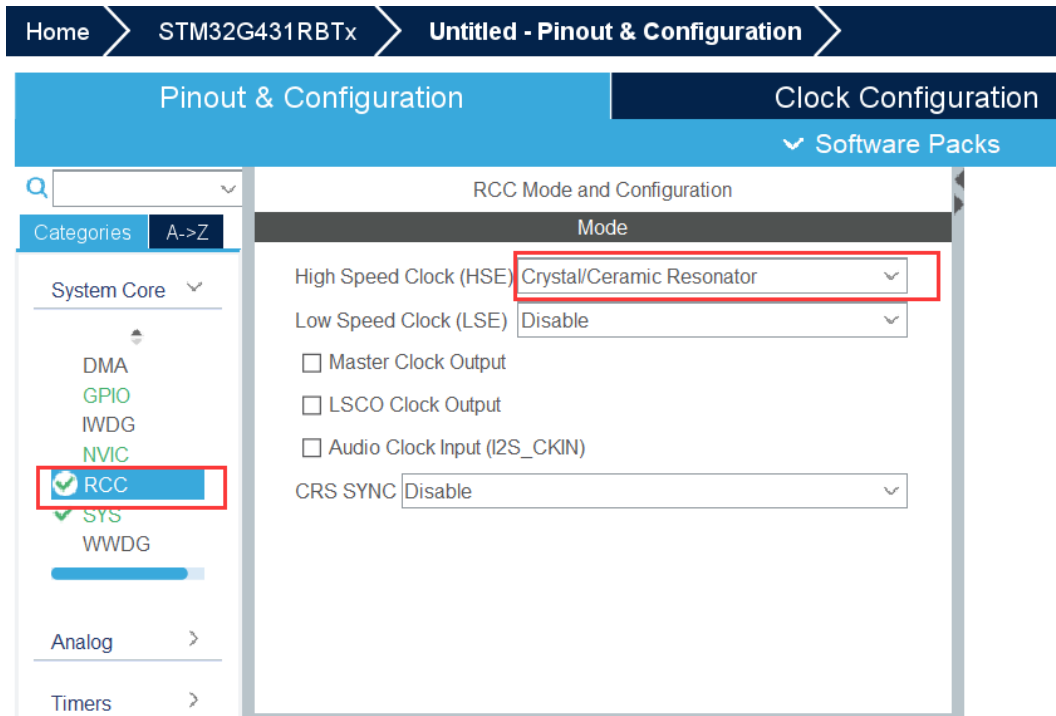 Home STM32G431RBTx Untitled - Pinout & Configuration
Pinout & Configuration Clock Configuration
Software Packs
RCC Mode and Configuration
Categories A->Z
Mode
System Core
High Speed Clock (HSE) Crystal/Ceramic Resonator
Low Speed Clock (LSE) Disable
DMA
Master Clock Output
GPIO
LSCO Clock Output
IWDG
NVIC
Audio Clock Input (I2S_CKIN)
RCC
CRS SYNC Disable
SYS
WWDG
Analog
Timers